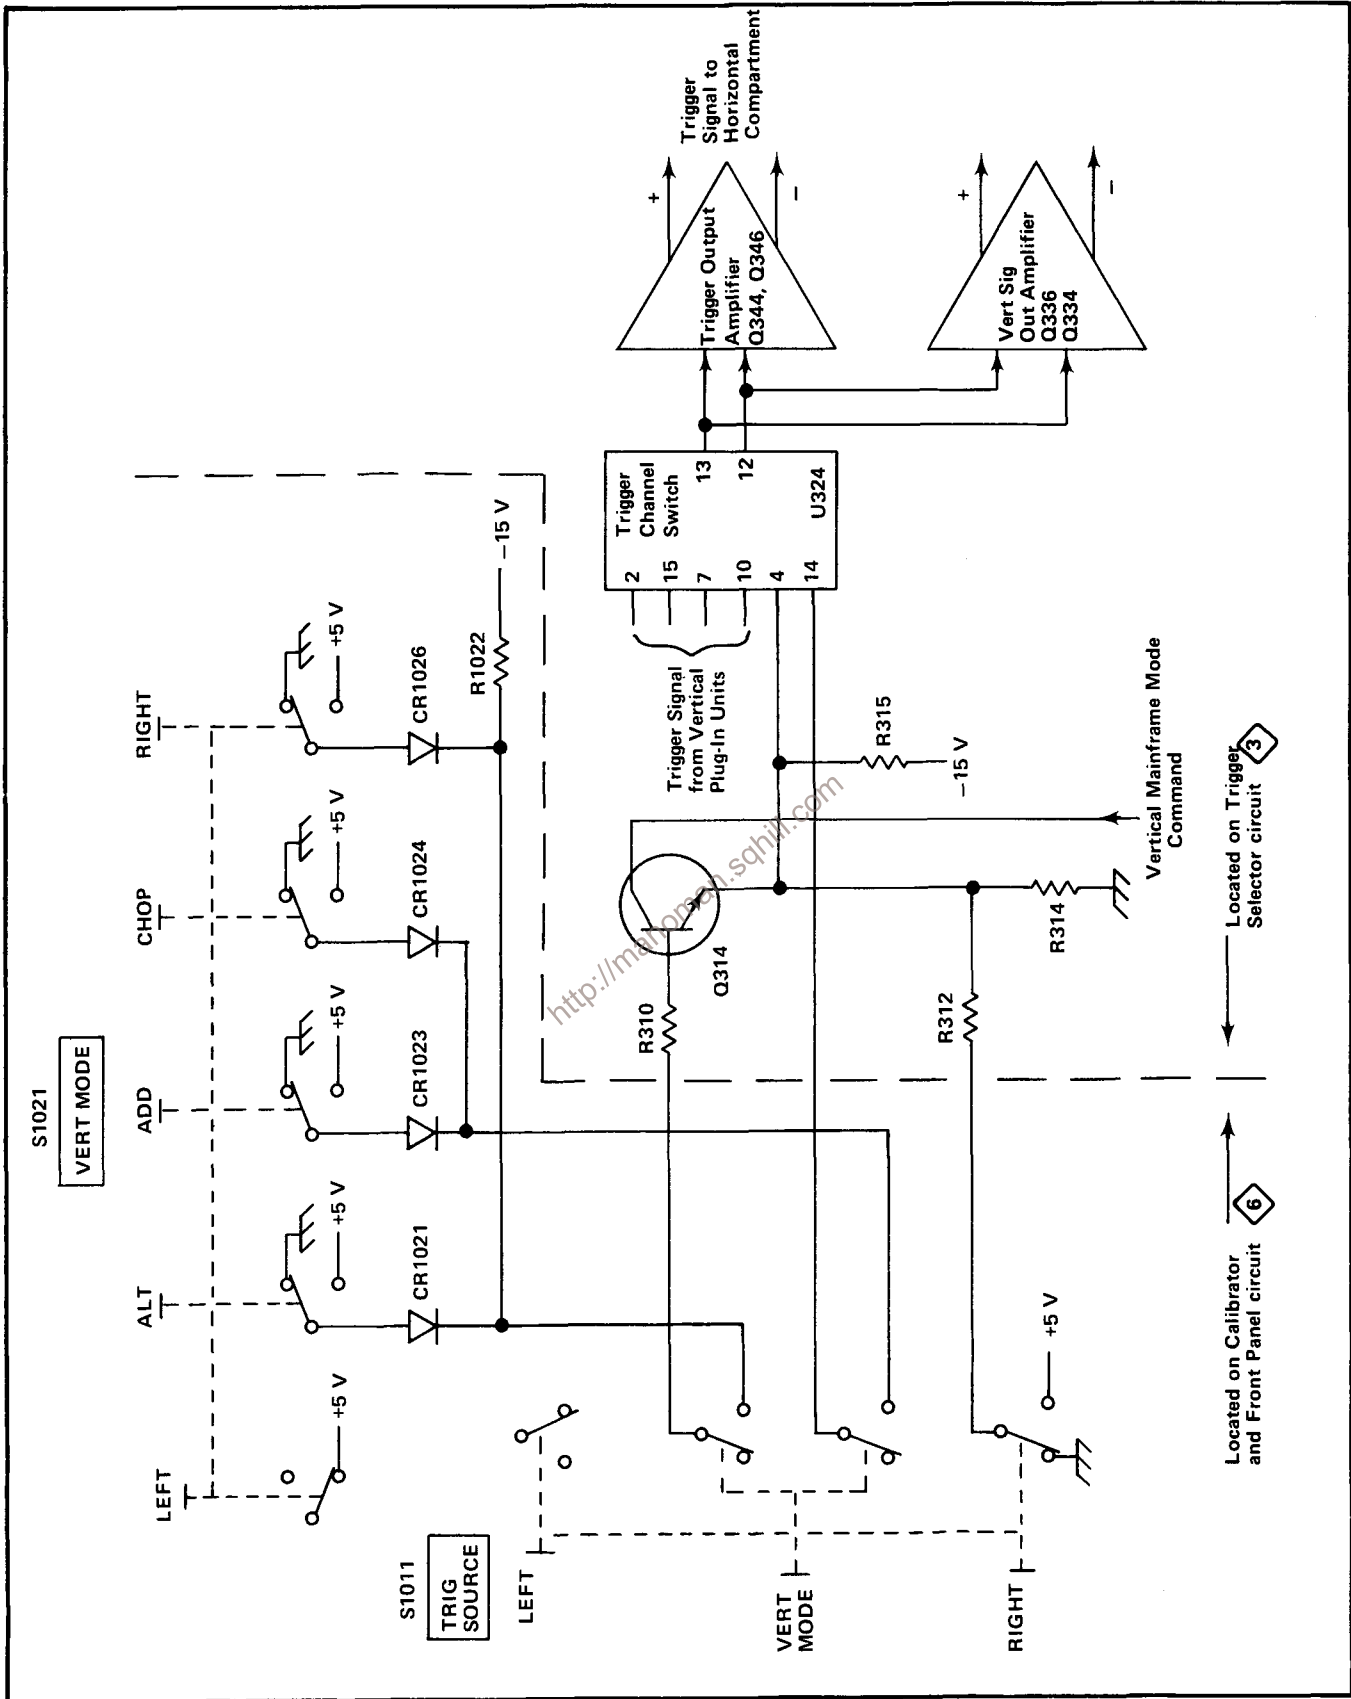 S1021
VERT MODE
LEFT
ALT
ADD
CHOP
RIGHT
+5 V
+5 V
+5 V
+5 V
+5 V
CR1021
CR1023
CR1024
CR1026
R1022
−15 V
S1011
TRIG
SOURCE
LEFT
VERT
MODE
RIGHT
+5 V
R310
Q314
R312
R314
R315
−15 V
Trigger Signal
from Vertical
Plug-In Units
2
15
7
10
4
14
Trigger
Channel
Switch
13
12
U324
Trigger Output
Amplifier
Q344, Q346
+
−
Trigger
Signal to
Horizontal
Compartment
Vert Sig
Out Amplifier
Q336
Q334
+
−
Vertical Mainframe Mode
Command
Located on Calibrator
and Front Panel circuit 6
Located on Trigger
Selector circuit 3
http://manoman.sqhill.com